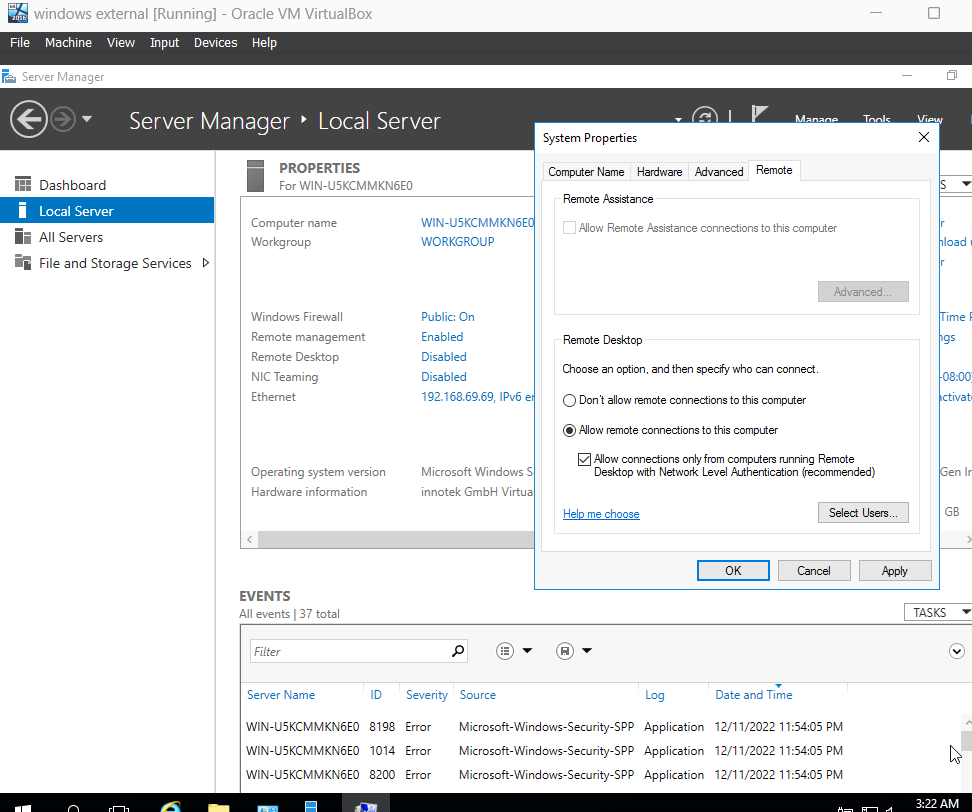 windows external [Running] - Oracle VM VirtualBox
File Machine View Input Devices Help
Server Manager
Server Manager Local Server
Manage Tools View
Dashboard
Local Server
All Servers
File and Storage Services
PROPERTIES
For WIN-U5KCMMKN6E0
Computer name WIN-U5KCMMKN6E0
Workgroup WORKGROUP
Windows Firewall Public: On
Remote management Enabled
Remote Desktop Disabled
NIC Teaming Disabled
Ethernet 192.168.69.69, IPv6 e
Operating system version Microsoft Windows S
Hardware information innotek GmbH Virtua
System Properties
Computer Name Hardware Advanced Remote
Remote Assistance
Allow Remote Assistance connections to this computer
Advanced...
Remote Desktop
Choose an option, and then specify who can connect.
Don't allow remote connections to this computer
Allow remote connections to this computer
Allow connections only from computers running Remote
Desktop with Network Level Authentication (recommended)
Help me choose
Select Users...
OK Cancel Apply
Time
-08:00)
GB
EVENTS
All events | 37 total
TASKS
Filter
Server Name ID Severity Source Log Date and Time
WIN-U5KCMMKN6E0 8198 Error Microsoft-Windows-Security-SPP Application 12/11/2022 11:54:05 PM
WIN-U5KCMMKN6E0 1014 Error Microsoft-Windows-Security-SPP Application 12/11/2022 11:54:05 PM
WIN-U5KCMMKN6E0 8200 Error Microsoft-Windows-Security-SPP Application 12/11/2022 11:54:05 PM
3:22 AM